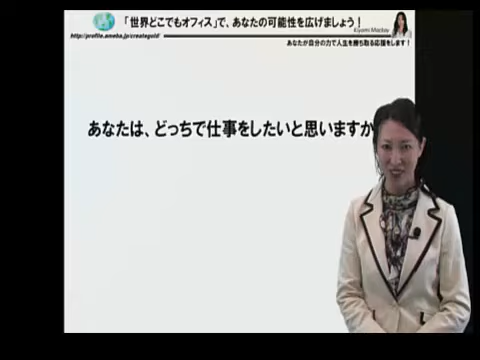 「世界どこでもオフィス」で、あなたの可能性を広げましょう！
http://profile.ameba.jp/createguld/
Kiyomi Mackay
あなたが自分の力で人生を勝ち取る応援をします！
あなたは、どっちで仕事をしたいと思いますか